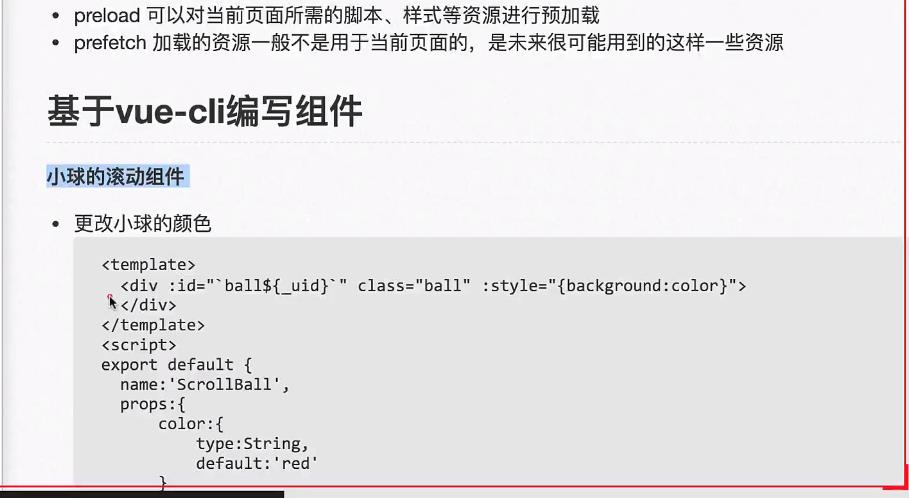 preload 可以对当前页面所需的脚本、样式等资源进行预加载
prefetch 加载的资源一般不是用于当前页面的，是未来很可能用到的这样一些资源
基于vue-cli编写组件
小球的滚动组件
更改小球的颜色
<template>
<div :id="`ball${_uid}`" class="ball" :style="{background:color}">
</div>
</template>
<script>
export default {
name:'ScrollBall',
props:{
color:{
type:String,
default:'red'
}